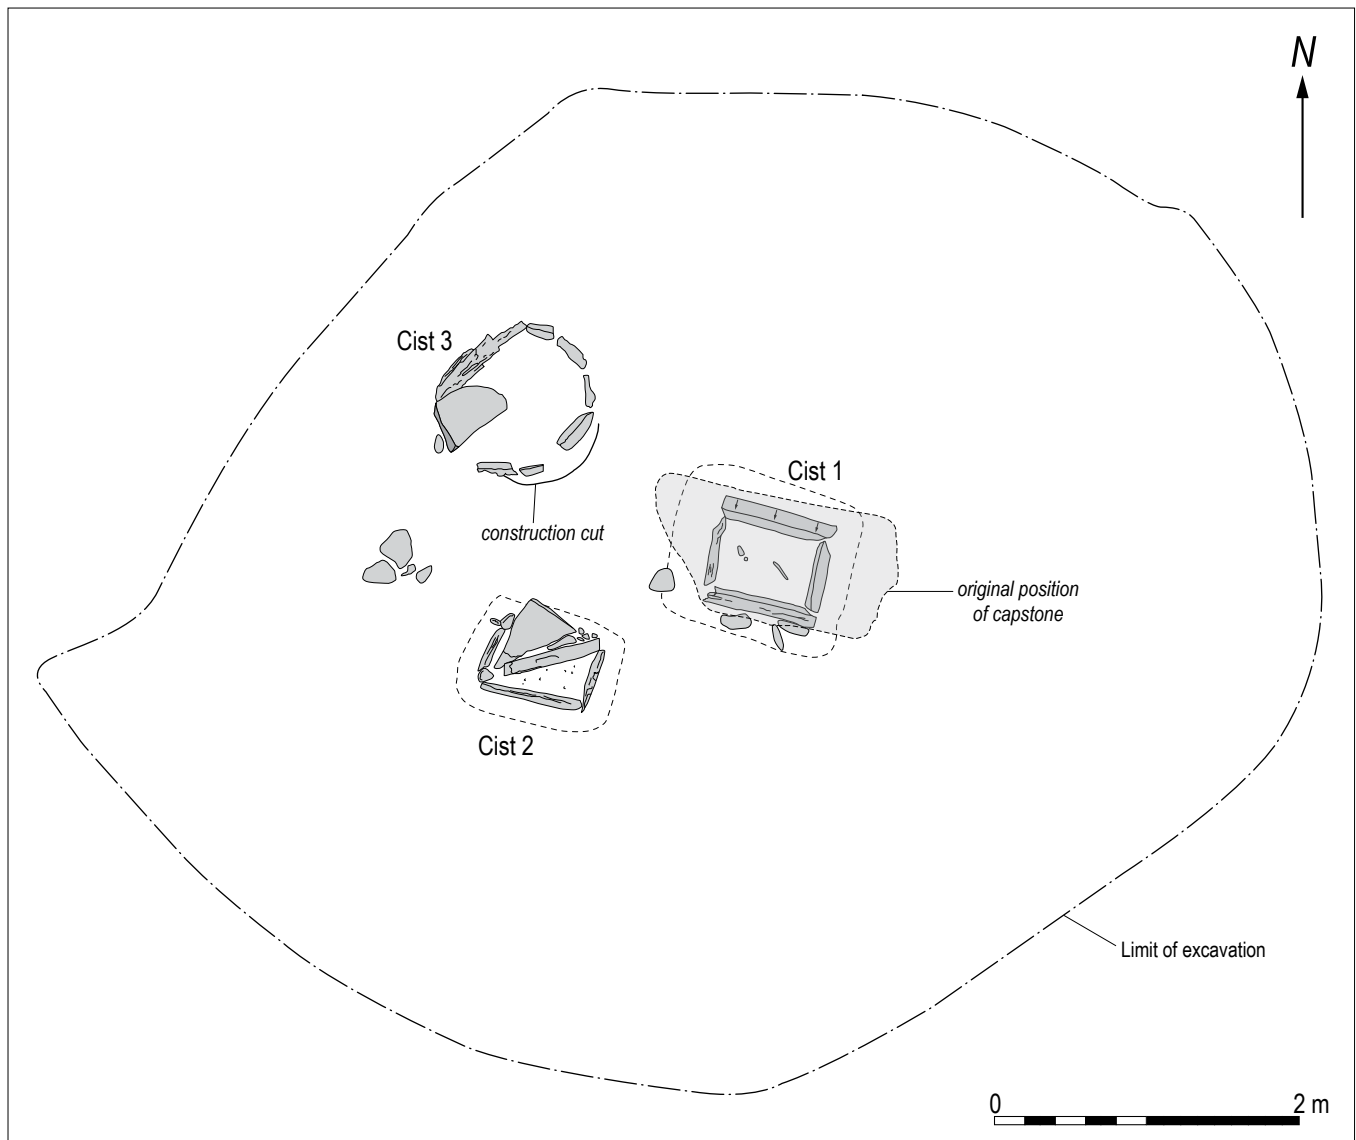 N
Cist 3
Cist 1
construction cut
original position
of capstone
Cist 2
Limit of excavation
0 2 m